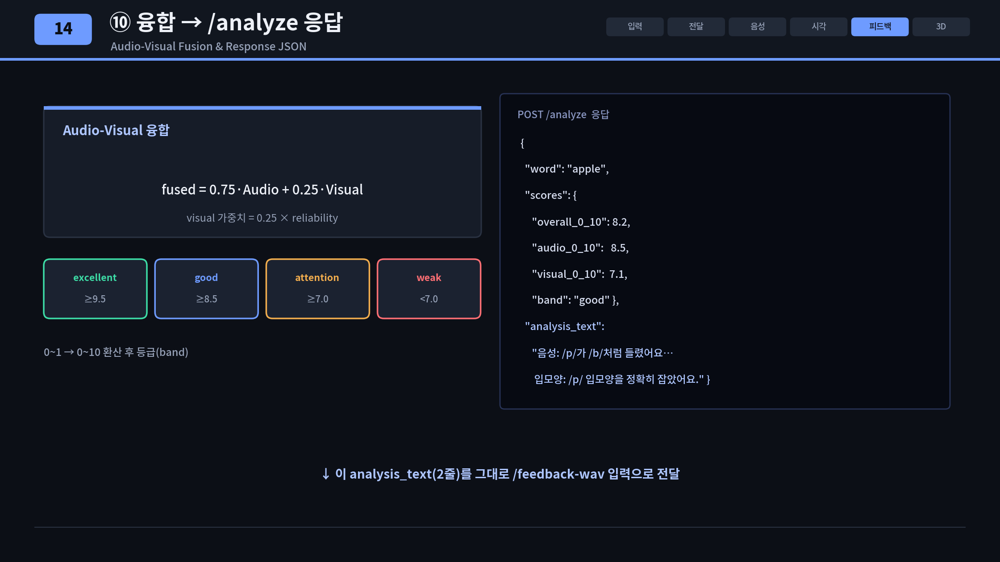 14
⑩ 융합 → /analyze 응답
Audio-Visual Fusion & Response JSON
입력
전달
음성
시각
피드백
3D
Audio-Visual 융합
fused = 0.75·Audio + 0.25·Visual
visual 가중치 = 0.25 × reliability
excellent
≥9.5
good
≥8.5
attention
≥7.0
weak
<7.0
0~1 → 0~10 환산 후 등급(band)
POST /analyze 응답
{
"word": "apple",
"scores": {
"overall_0_10": 8.2,
"audio_0_10": 8.5,
"visual_0_10": 7.1,
"band": "good" },
"analysis_text":
"음성: /p/가 /b/처럼 들렸어요…
입모양: /p/ 입모양을 정확히 잡았어요." }
↓ 이 analysis_text(2줄)를 그대로 /feedback-wav 입력으로 전달